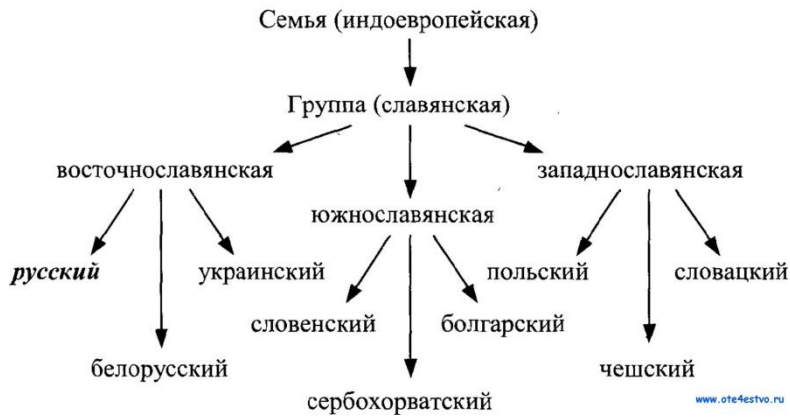 Семья (индоевропейская)
Группа (славянская)
восточнославянская
западнославянская
южнославянская
русский
украинский
польский
словацкий
словенский
болгарский
белорусский
чешский
сербохорватский
www.ote4estvo.ru